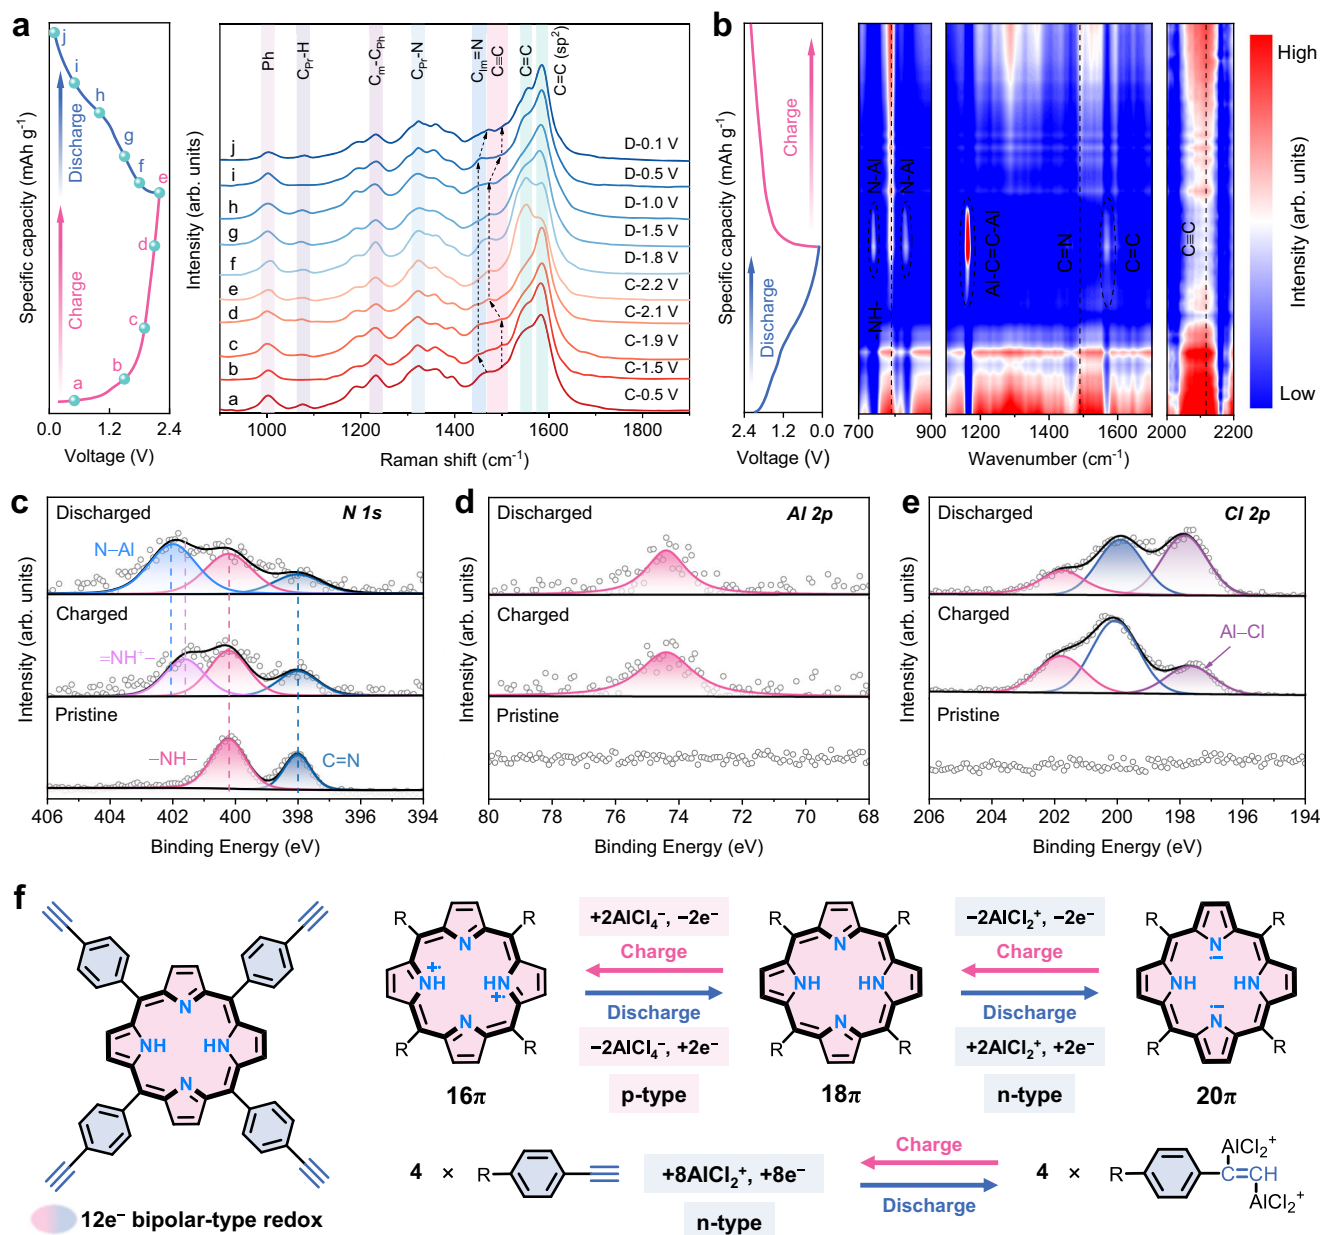 a
j
i
h
g
f
e
d
c
b
a
Discharge
Charge
Specific capacity (mAh g⁻¹)
0.0 1.2 2.4
Voltage (V)
Intensity (arb. units)
Ph
C_Pr-H
C_m-C_Ph
C_Pr-N
C_Im=N
C≡C
C=C
C=C (sp²)
j D-0.1 V
i D-0.5 V
h D-1.0 V
g D-1.5 V
f D-1.8 V
e C-2.2 V
d C-2.1 V
c C-1.9 V
b C-1.5 V
a C-0.5 V
1000 1200 1400 1600 1800
Raman shift (cm⁻¹)
b
Specific capacity (mAh g⁻¹)
Charge
Discharge
2.4 1.2 0.0
Voltage (V)
N-Al
N-Al
-NH-
Al-C=C-Al
C=N
C=C
C≡C
700 900 1200 1400 1600 2000 2200
Wavenumber (cm⁻¹)
High
Low
Intensity (arb. units)
c
Discharged
N 1s
N–Al
Charged
=NH⁺–
Pristine
–NH–
C=N
Intensity (arb. units)
406 404 402 400 398 396 394
Binding Energy (eV)
d
Discharged
Al 2p
Charged
Pristine
Intensity (arb. units)
80 78 76 74 72 70 68
Binding Energy (eV)
e
Discharged
Cl 2p
Charged
Al–Cl
Pristine
Intensity (arb. units)
206 204 202 200 198 196 194
Binding Energy (eV)
f
N
NH HN
N
12e⁻ bipolar-type redox
R R
N
NH HN
N
R R
16π
+2AlCl₄⁻, −2e⁻
Charge
Discharge
−2AlCl₄⁻, +2e⁻
p-type
R R
N
NH HN
N
R R
18π
−2AlCl₂⁺, −2e⁻
Charge
Discharge
+2AlCl₂⁺, +2e⁻
n-type
R R
N
NH HN
N
R R
20π
4 × R
+8AlCl₂⁺, +8e⁻
n-type
Charge
Discharge
4 × R
AlCl₂⁺
C=CH
AlCl₂⁺